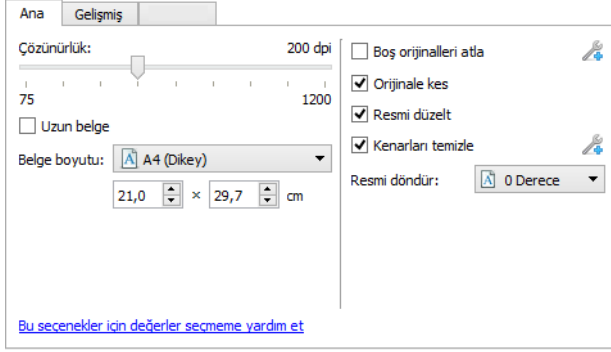 Ana Gelişmiş
Çözünürlük: 200 dpi
75 1200
Uzun belge
Belge boyutu: A4 (Dikey)
21,0 × 29,7 cm
Boş orijinalleri atla
Orijinale kes
Resmi düzelt
Kenarları temizle
Resmi döndür: 0 Derece
Bu seçenekler için değerler seçmeme yardım et